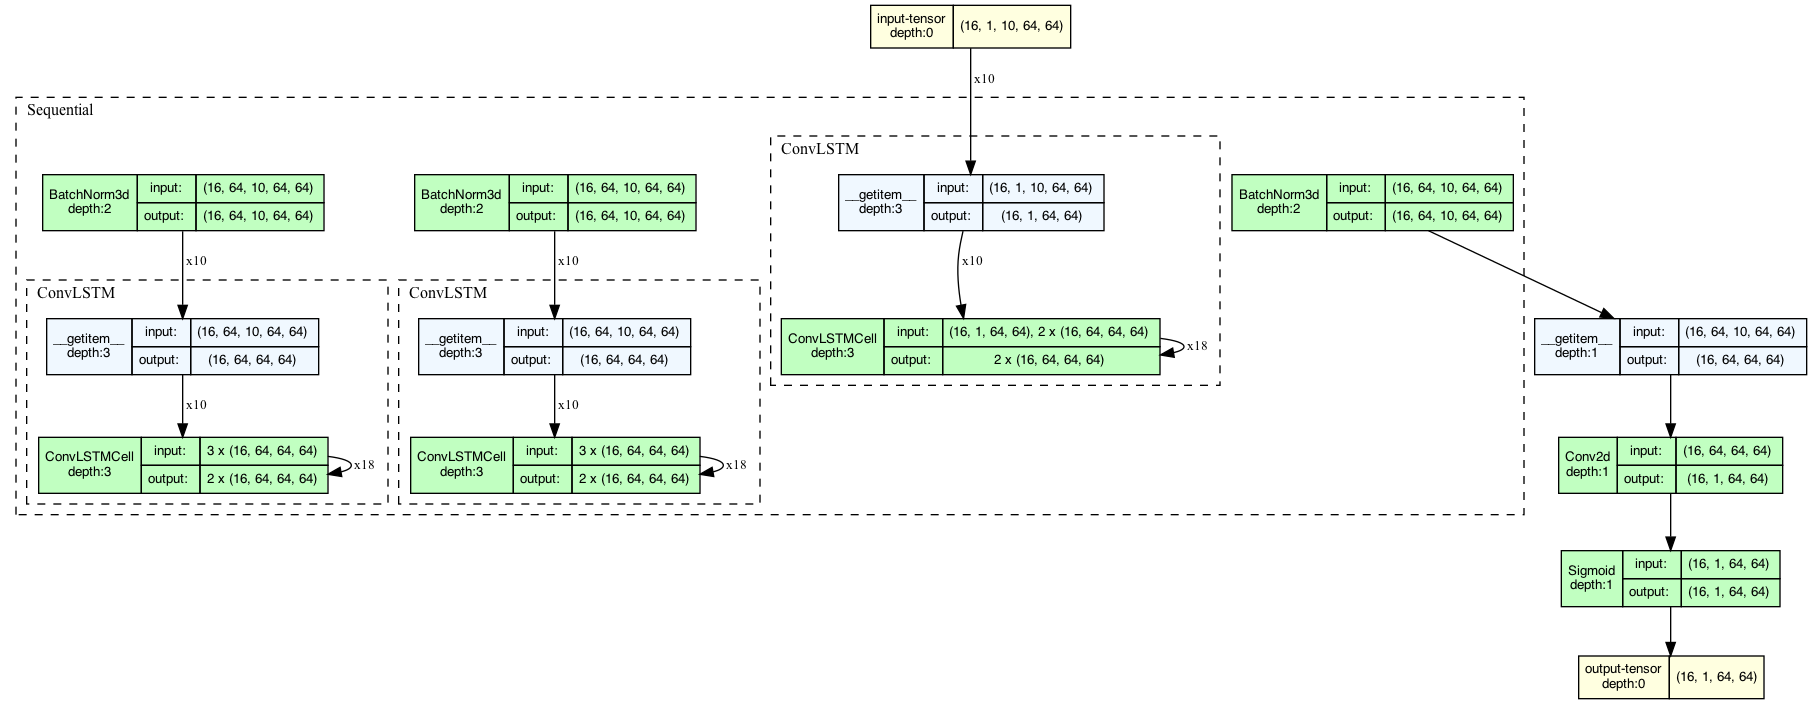 input-tensor
depth:0
(16, 1, 10, 64, 64)
x10
Sequential
ConvLSTM
BatchNorm3d
depth:2
input:
(16, 64, 10, 64, 64)
output:
(16, 64, 10, 64, 64)
BatchNorm3d
depth:2
input:
(16, 64, 10, 64, 64)
output:
(16, 64, 10, 64, 64)
__getitem__
depth:3
input:
(16, 1, 10, 64, 64)
output:
(16, 1, 64, 64)
BatchNorm3d
depth:2
input:
(16, 64, 10, 64, 64)
output:
(16, 64, 10, 64, 64)
x10
x10
x10
ConvLSTM
ConvLSTM
__getitem__
depth:3
input:
(16, 64, 10, 64, 64)
output:
(16, 64, 64, 64)
__getitem__
depth:3
input:
(16, 64, 10, 64, 64)
output:
(16, 64, 64, 64)
ConvLSTMCell
depth:3
input:
(16, 1, 64, 64), 2 x (16, 64, 64, 64)
output:
2 x (16, 64, 64, 64)
x18
__getitem__
depth:1
input:
(16, 64, 10, 64, 64)
output:
(16, 64, 64, 64)
x10
x10
ConvLSTMCell
depth:3
input:
3 x (16, 64, 64, 64)
output:
2 x (16, 64, 64, 64)
x18
ConvLSTMCell
depth:3
input:
3 x (16, 64, 64, 64)
output:
2 x (16, 64, 64, 64)
x18
Conv2d
depth:1
input:
(16, 64, 64, 64)
output:
(16, 1, 64, 64)
Sigmoid
depth:1
input:
(16, 1, 64, 64)
output:
(16, 1, 64, 64)
output-tensor
depth:0
(16, 1, 64, 64)